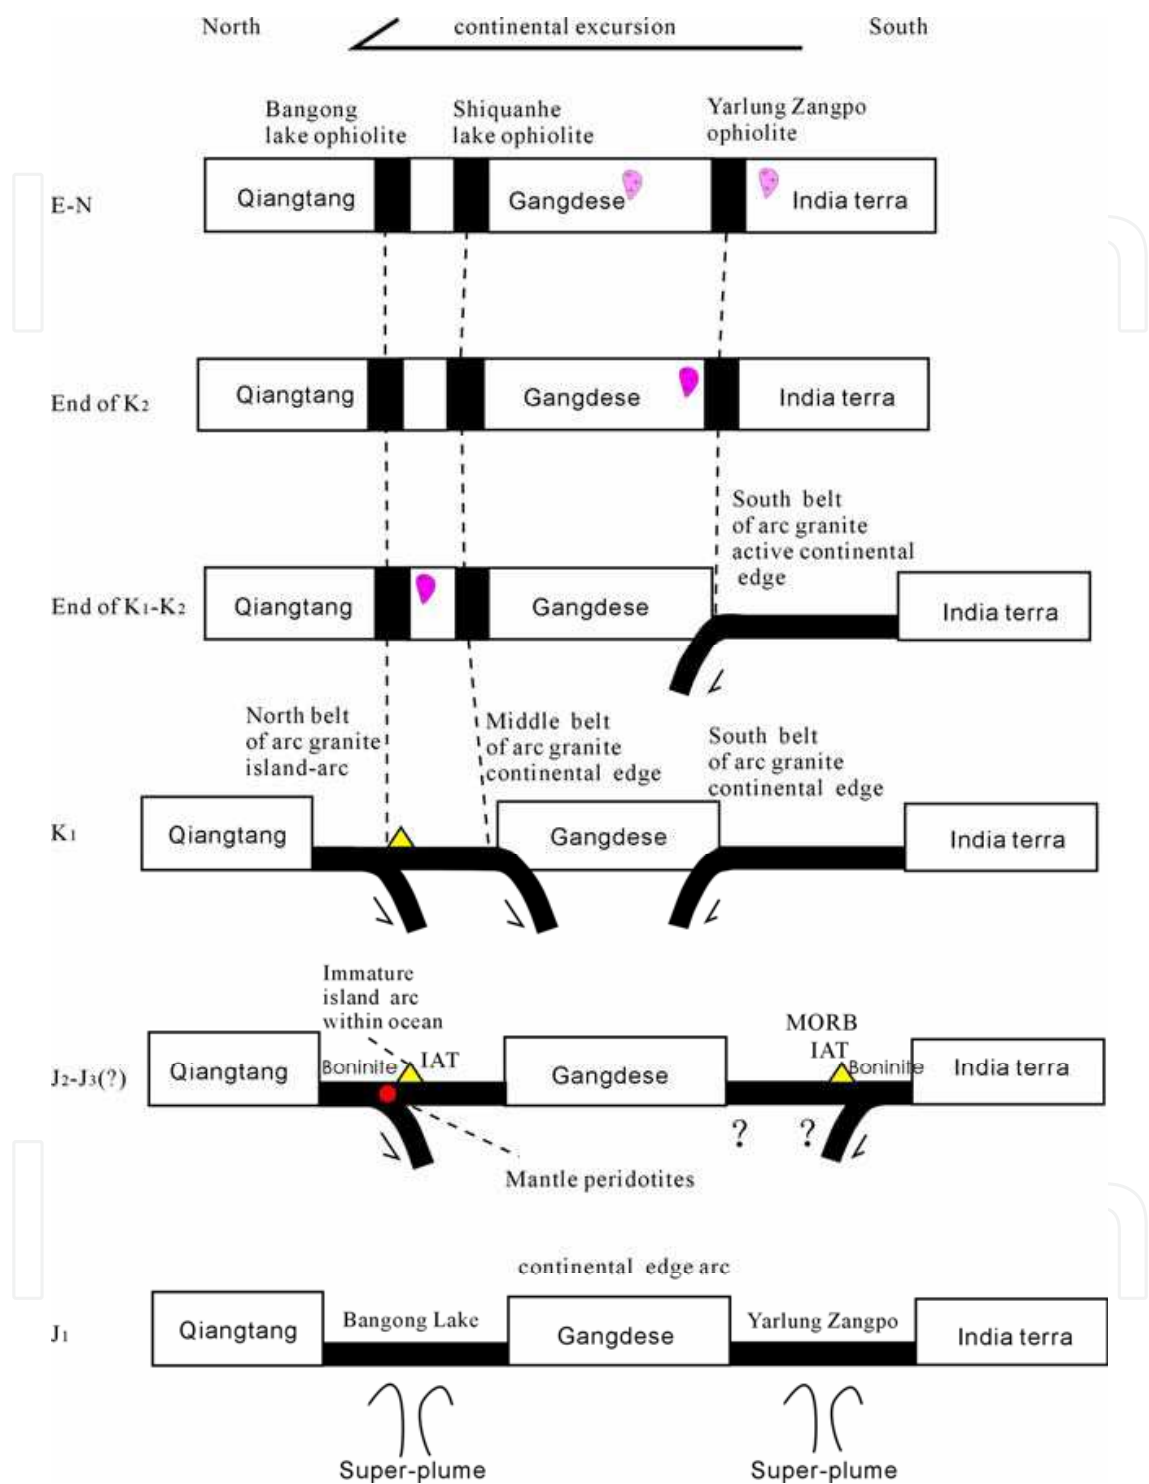 North
continental excursion
South
Bangong
lake ophiolite
Shiquanhe
lake ophiolite
Yarlung Zangpo
ophiolite
E-N
Qiangtang
Gangdese
India terra
End of K2
Qiangtang
Gangdese
India terra
South belt
of arc granite
active continental
edge
End of K1-K2
Qiangtang
Gangdese
India terra
North belt
of arc granite
island-arc
Middle belt
of arc granite
continental edge
South belt
of arc granite
continental edge
K1
Qiangtang
Gangdese
India terra
Immature
island arc
within ocean
MORB
IAT
Boninite
J2-J3(?)
Qiangtang
Boninite
IAT
Gangdese
India terra
? ?
Mantle peridotites
continental edge arc
J1
Qiangtang
Bangong Lake
Gangdese
Yarlung Zangpo
India terra
Super-plume
Super-plume